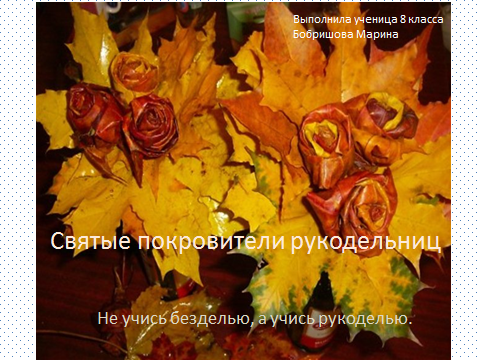 Выполнила ученица 8 класса
Бобришова Марина
Святые покровители рукодельниц
Не учись безделью, а учись рукоделью.